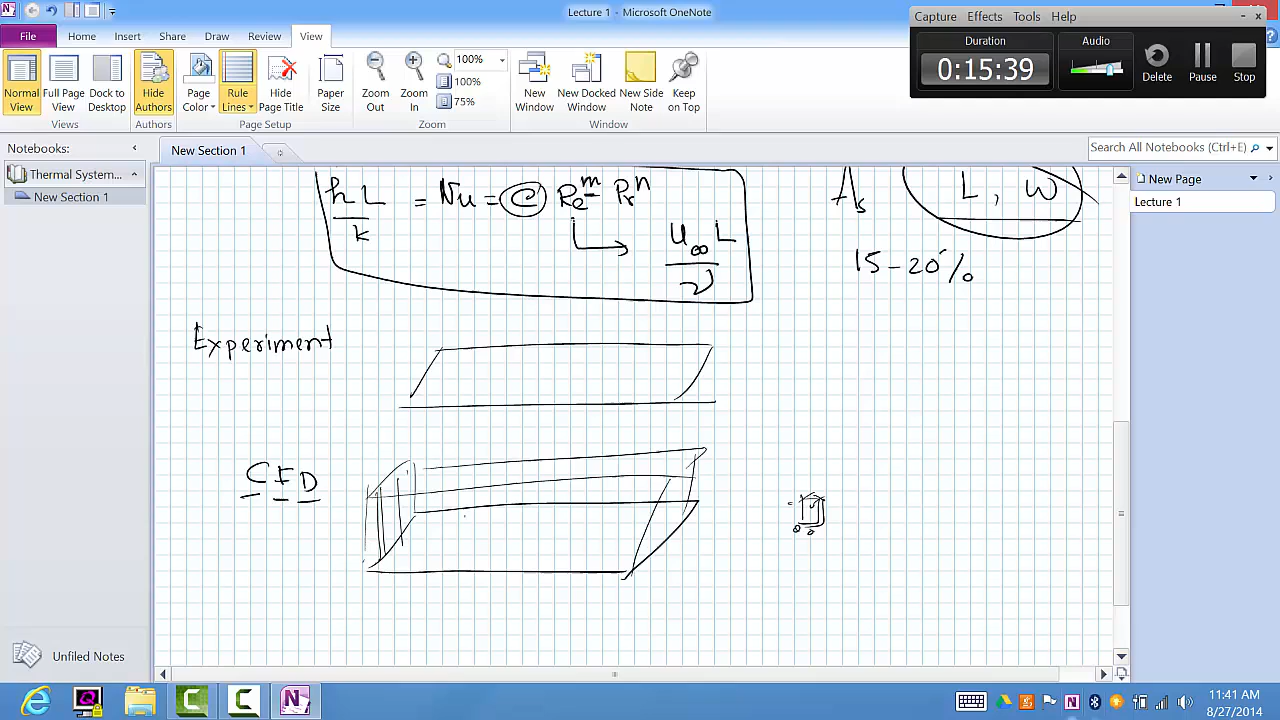 Lecture 1 - Microsoft OneNote
File Home Insert Share Draw Review View
Capture Effects Tools Help
Duration
0:15:39
Audio
Delete Pause Stop
Normal View
Full Page View
Dock to Desktop
Hide Authors
Page Color
Rule Lines
Hide Page Title
Paper Size
Zoom Out
Zoom In
100%
100%
75%
New Window
New Docked Window
New Side Note
Keep on Top
Views Authors Page Setup Zoom Window
Notebooks:
New Section 1
Search All Notebooks (Ctrl+E)
Thermal System...
New Section 1
New Page
Lecture 1
hL/k = Nu = C Re^m Pr^n
U∞ L/ν
As
L, W
15-20%
Experiment
CFD
Unfiled Notes
11:41 AM
8/27/2014